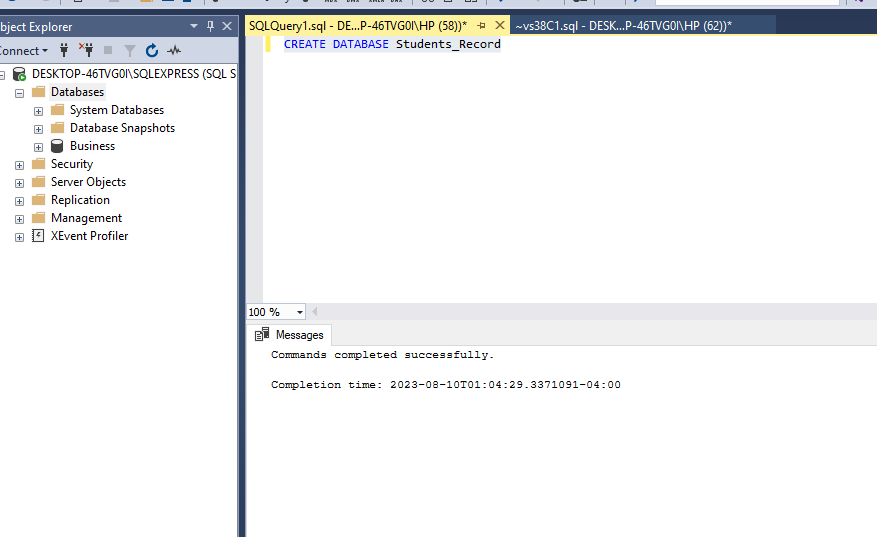 SQLQuery1.sql - DE...P-46TVG0I\HP (58))*
~vs38C1.sql - DESK...P-46TVG0I\HP (62))*
bject Explorer
onnect
DESKTOP-46TVG0I\SQLEXPRESS (SQL S
Databases
System Databases
Database Snapshots
Business
Security
Server Objects
Replication
Management
XEvent Profiler
CREATE DATABASE Students_Record
100 %
Messages
Commands completed successfully.
Completion time: 2023-08-10T01:04:29.3371091-04:00